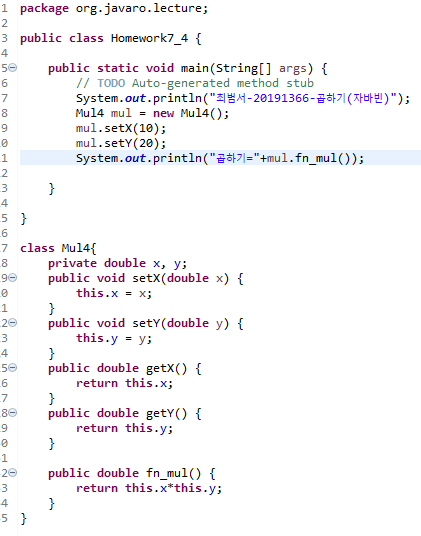 1 package org.javaro.lecture;
2
3 public class Homework7_4 {
4
5 public static void main(String[] args) {
6 // TODO Auto-generated method stub
7 System.out.println("최범서-20191366-곱하기(자바빈)");
8 Mul4 mul = new Mul4();
9 mul.setX(10);
0 mul.setY(20);
1 System.out.println("곱하기="+mul.fn_mul());
2
3 }
4
5 }
6
7 class Mul4{
8 private double x, y;
9 public void setX(double x) {
0 this.x = x;
1 }
2 public void setY(double y) {
3 this.y = y;
4 }
5 public double getX() {
6 return this.x;
7 }
8 public double getY() {
9 return this.y;
0 }
1
2 public double fn_mul() {
3 return this.x*this.y;
4 }
5 }